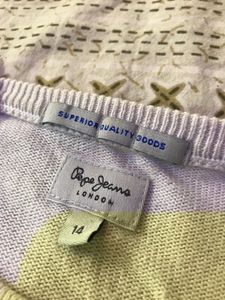 SUPERIOR QUALITY GOODS
Pepe Jeans
LONDON
14